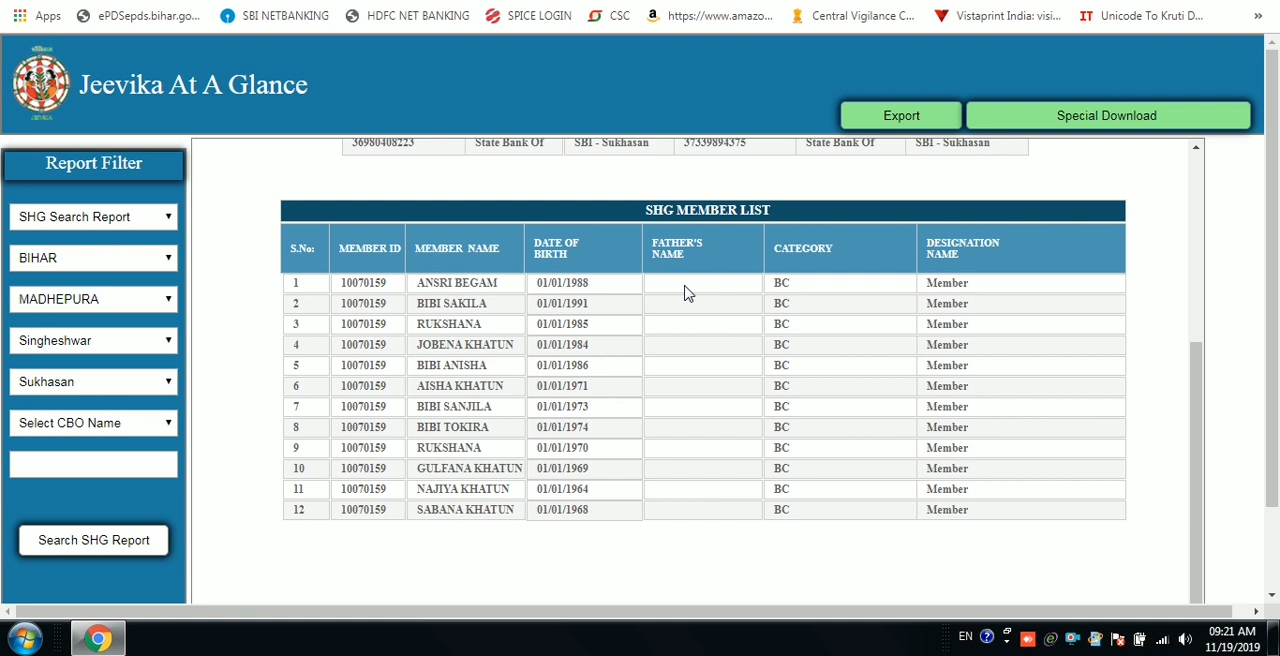 Apps ePDSepds.bihar.go... SBI NETBANKING HDFC NET BANKING SPICE LOGIN CSC https://www.amazo... Central Vigilance C... Vistaprint India: visi... Unicode To Kruti D... »
Jeevika At A Glance
Export Special Download
Report Filter
SHG Search Report
BIHAR
MADHEPURA
Singheshwar
Sukhasan
Select CBO Name
Search SHG Report
36980408223 State Bank Of SBI - Sukhasan 37339894375 State Bank Of SBI - Sukhasan
SHG MEMBER LIST
S.No: MEMBER ID MEMBER NAME DATE OF BIRTH FATHER'S NAME CATEGORY DESIGNATION NAME
1 10070159 ANSRI BEGAM 01/01/1988 BC Member
2 10070159 BIBI SAKILA 01/01/1991 BC Member
3 10070159 RUKSHANA 01/01/1985 BC Member
4 10070159 JOBENA KHATUN 01/01/1984 BC Member
5 10070159 BIBI ANISHA 01/01/1986 BC Member
6 10070159 AISHA KHATUN 01/01/1971 BC Member
7 10070159 BIBI SANJILA 01/01/1973 BC Member
8 10070159 BIBI TOKIRA 01/01/1974 BC Member
9 10070159 RUKSHANA 01/01/1970 BC Member
10 10070159 GULFANA KHATUN 01/01/1969 BC Member
11 10070159 NAJIYA KHATUN 01/01/1964 BC Member
12 10070159 SABANA KHATUN 01/01/1968 BC Member
EN 09:21 AM
11/19/2019